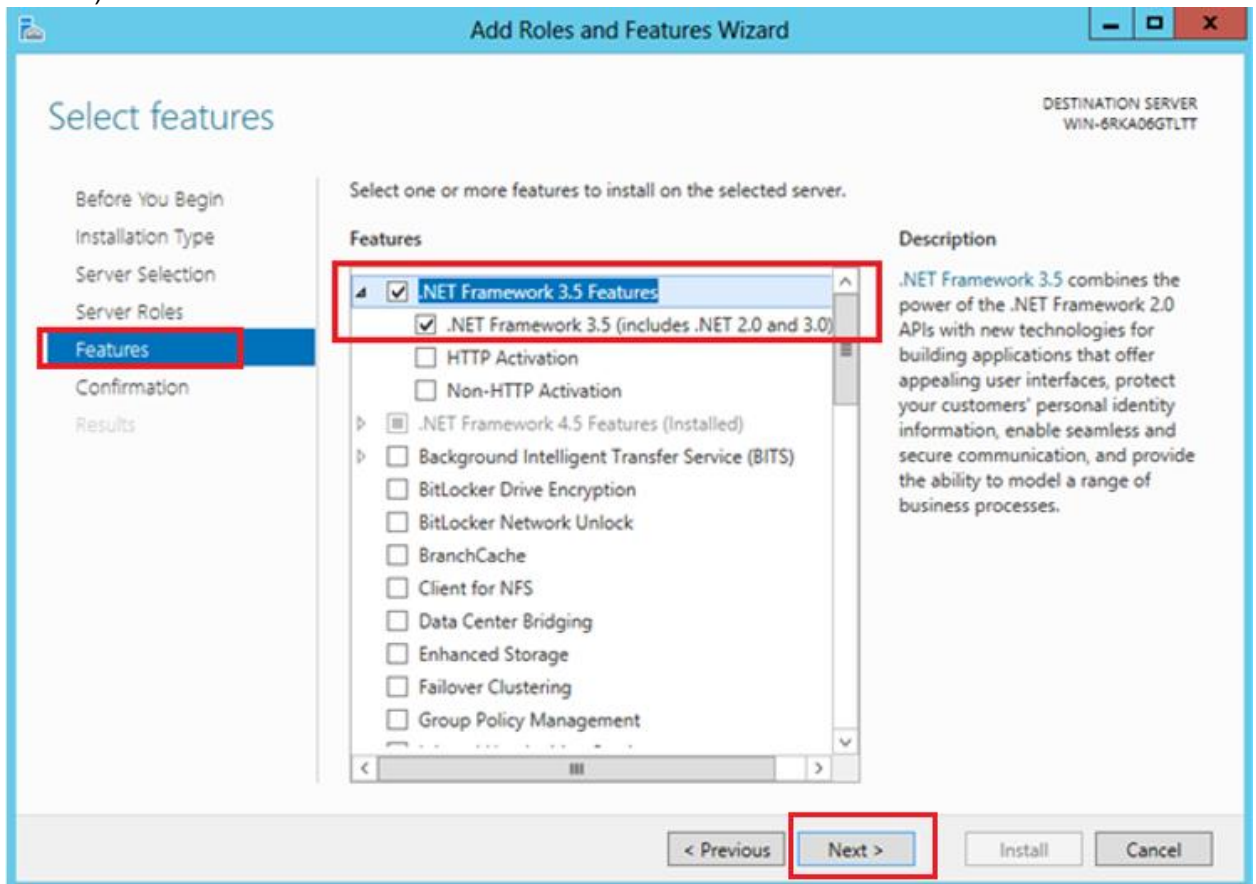 Add Roles and Features Wizard
Select features
DESTINATION SERVER
WIN-6RKA06GTLTT
Before You Begin
Installation Type
Server Selection
Server Roles
Features
Confirmation
Results
Select one or more features to install on the selected server.
Features
.NET Framework 3.5 Features
.NET Framework 3.5 (includes .NET 2.0 and 3.0)
HTTP Activation
Non-HTTP Activation
.NET Framework 4.5 Features (Installed)
Background Intelligent Transfer Service (BITS)
BitLocker Drive Encryption
BitLocker Network Unlock
BranchCache
Client for NFS
Data Center Bridging
Enhanced Storage
Failover Clustering
Group Policy Management
Description
.NET Framework 3.5 combines the
power of the .NET Framework 2.0
APIs with new technologies for
building applications that offer
appealing user interfaces, protect
your customers' personal identity
information, enable seamless and
secure communication, and provide
the ability to model a range of
business processes.
< Previous
Next >
Install
Cancel